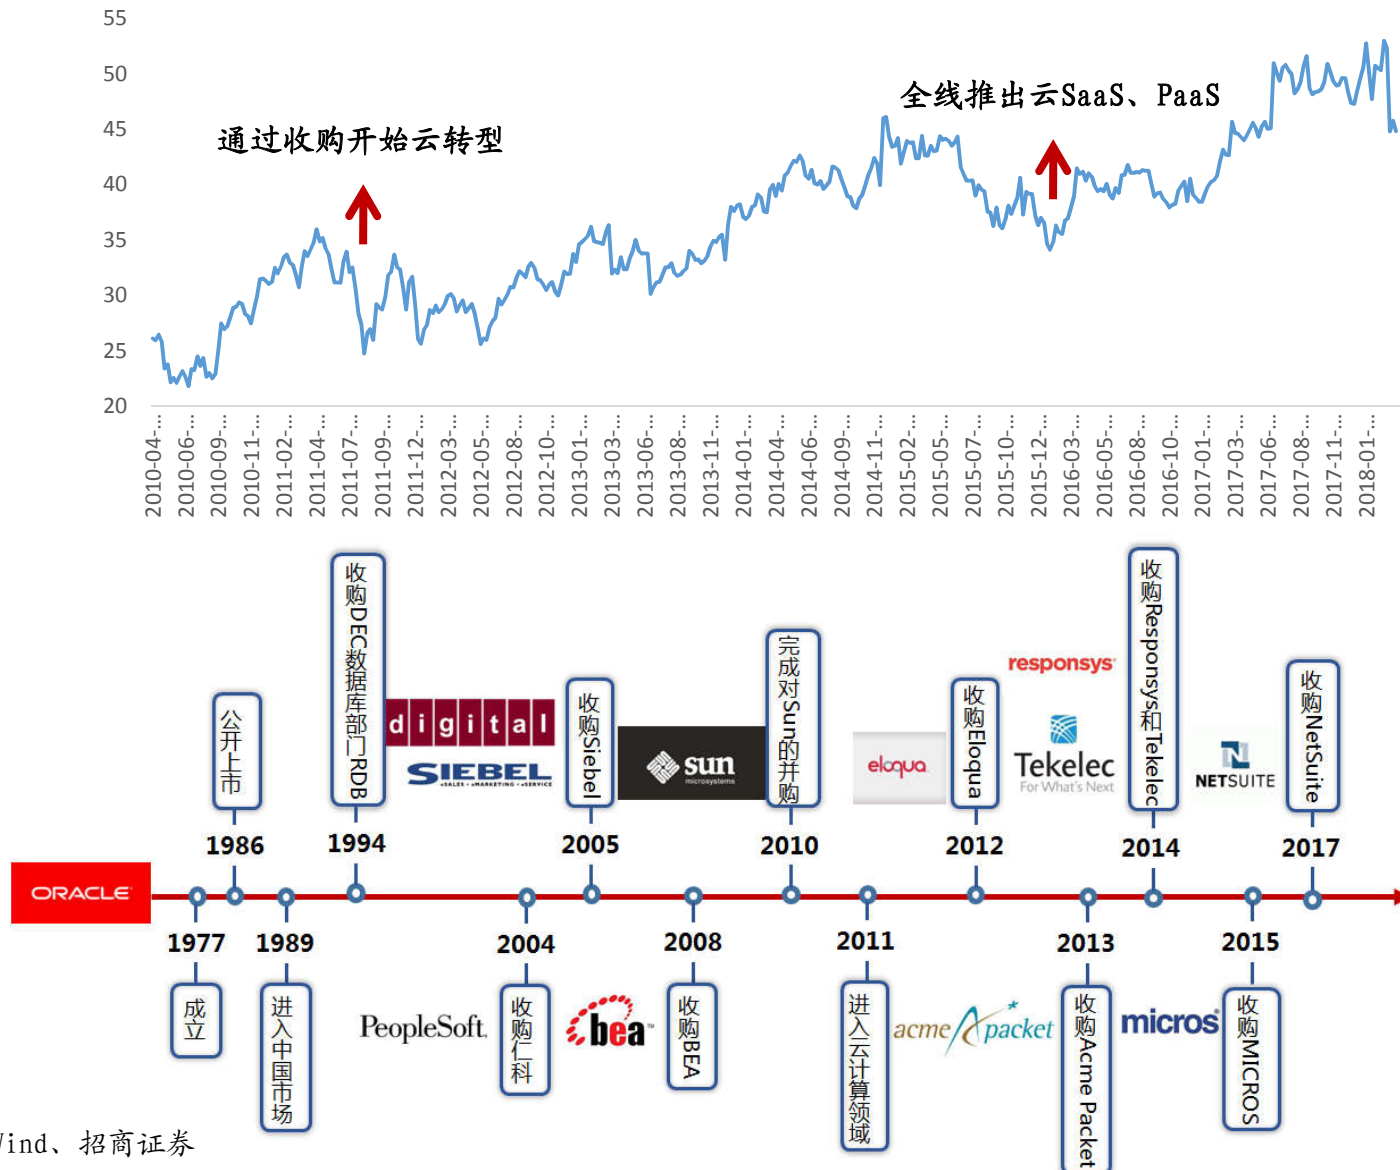 55
50
45
40
35
30
25
20
通过收购开始云转型
全线推出云SaaS、PaaS
2010-04-...
2010-06-...
2010-09-...
2010-11-...
2011-02-...
2011-04-...
2011-07-...
2011-09-...
2011-12-...
2012-03-...
2012-05-...
2012-08-...
2012-10-...
2013-01-...
2013-03-...
2013-06-...
2013-08-...
2013-11-...
2014-01-...
2014-04-...
2014-06-...
2014-09-...
2014-11-...
2015-02-...
2015-05-...
2015-07-...
2015-10-...
2015-12-...
2016-03-...
2016-05-...
2016-08-...
2016-10-...
2017-01-...
2017-03-...
2017-06-...
2017-08-...
2017-11-...
2018-01-...
公开上市
收购DEC数据库部门RDB
digital
SIEBEL
eSALES • eMARKETING • eSERVICE
收购Siebel
sun
microsystems
完成对Sun的并购
eloqua
收购Eloqua
responsys
Tekelec
For What's Next
收购Responsys和Tekelec
NETSUITE
收购NetSuite
1986
1994
2005
2010
2012
2014
2017
ORACLE
1977
1989
2004
2008
2011
2013
2015
成立
进入中国市场
PeopleSoft.
收购仁科
bea
收购BEA
进入云计算领域
acme packet
收购Acme Packet
micros
收购MICROS
Wind、招商证券